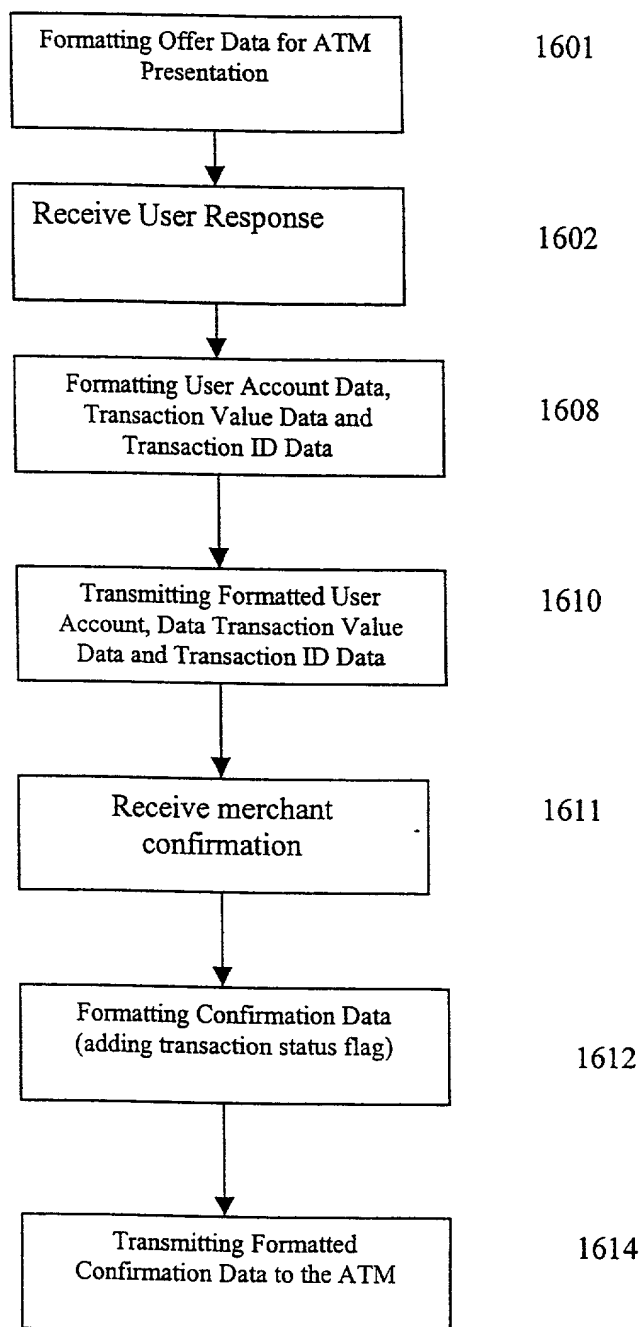 Formatting Offer Data for ATM
Presentation
1601
Receive User Response
1602
Formatting User Account Data,
Transaction Value Data and
Transaction ID Data
1608
Transmitting Formatted User
Account, Data Transaction Value
Data and Transaction ID Data
1610
Receive merchant
confirmation
1611
Formatting Confirmation Data
(adding transaction status flag)
1612
Transmitting Formatted
Confirmation Data to the ATM
1614